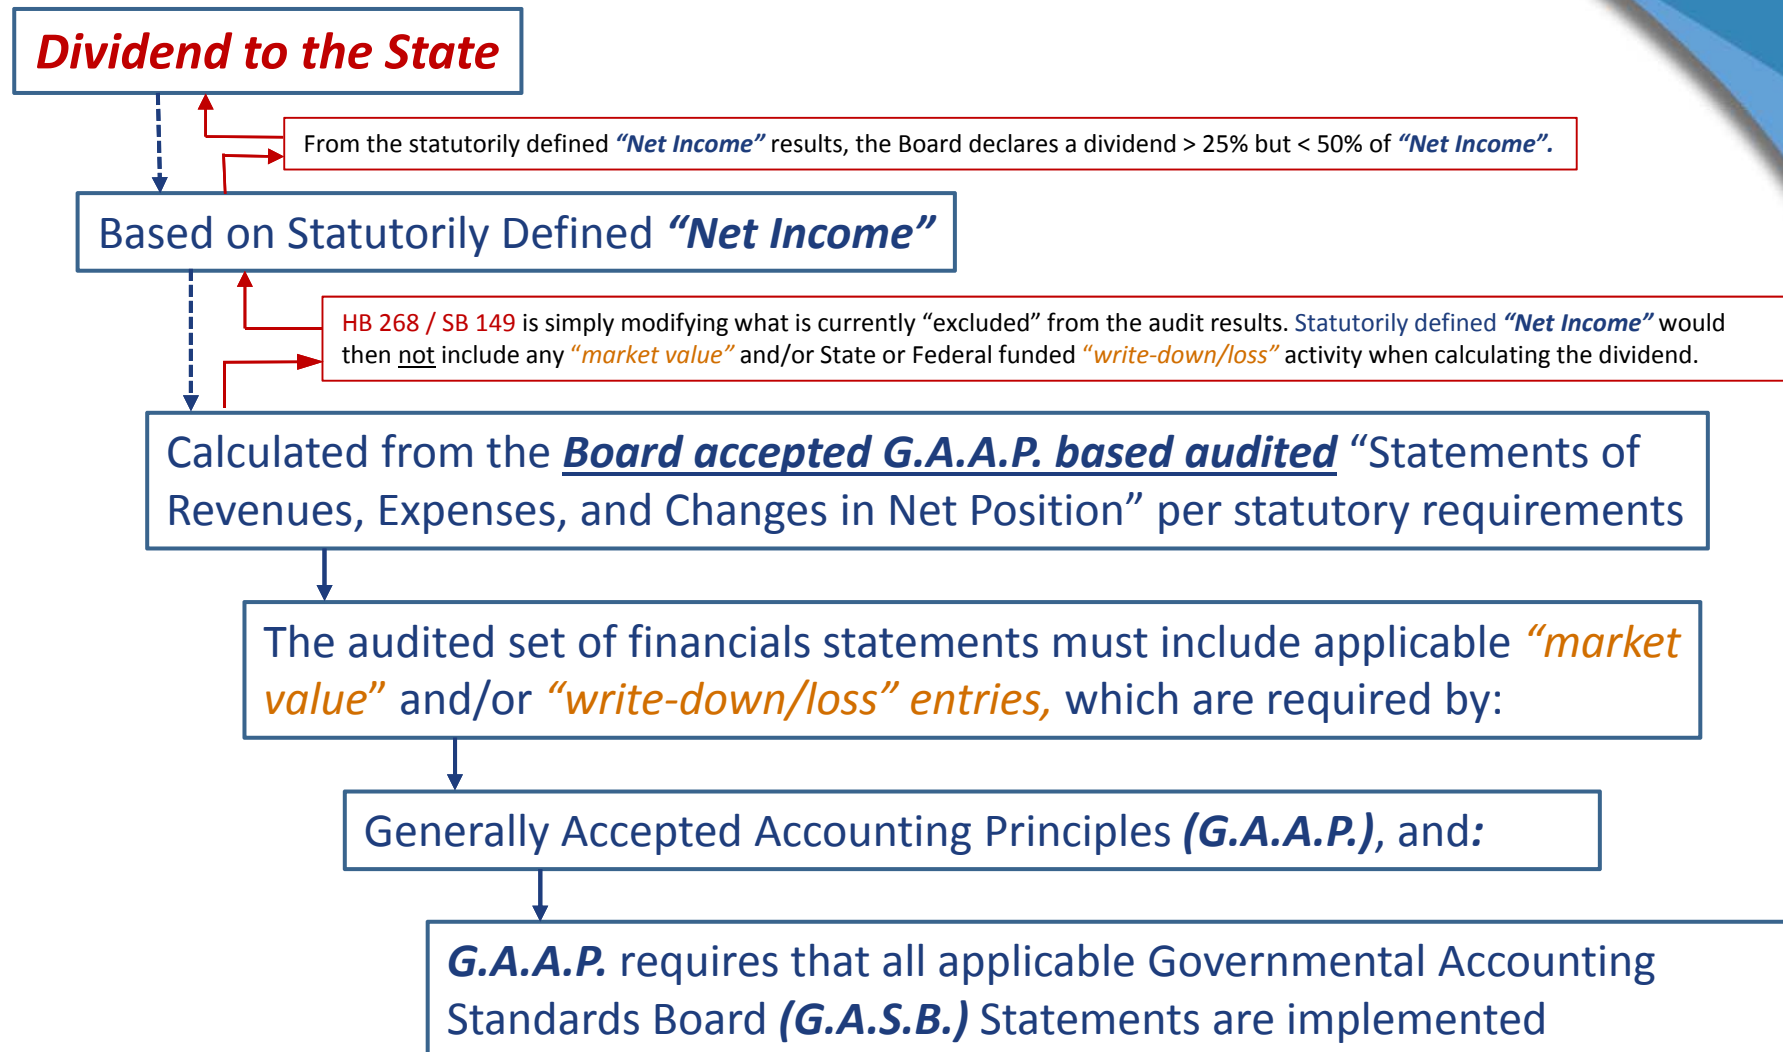 Dividend to the State
From the statutorily defined “Net Income” results, the Board declares a dividend > 25% but < 50% of “Net Income”.
Based on Statutorily Defined “Net Income”
HB 268 / SB 149 is simply modifying what is currently “excluded” from the audit results. Statutorily defined “Net Income” would
then not include any “market value” and/or State or Federal funded “write-down/loss” activity when calculating the dividend.
Calculated from the Board accepted G.A.A.P. based audited “Statements of
Revenues, Expenses, and Changes in Net Position” per statutory requirements
The audited set of financials statements must include applicable “market
value” and/or “write-down/loss” entries, which are required by:
Generally Accepted Accounting Principles (G.A.A.P.), and:
G.A.A.P. requires that all applicable Governmental Accounting
Standards Board (G.A.S.B.) Statements are implemented